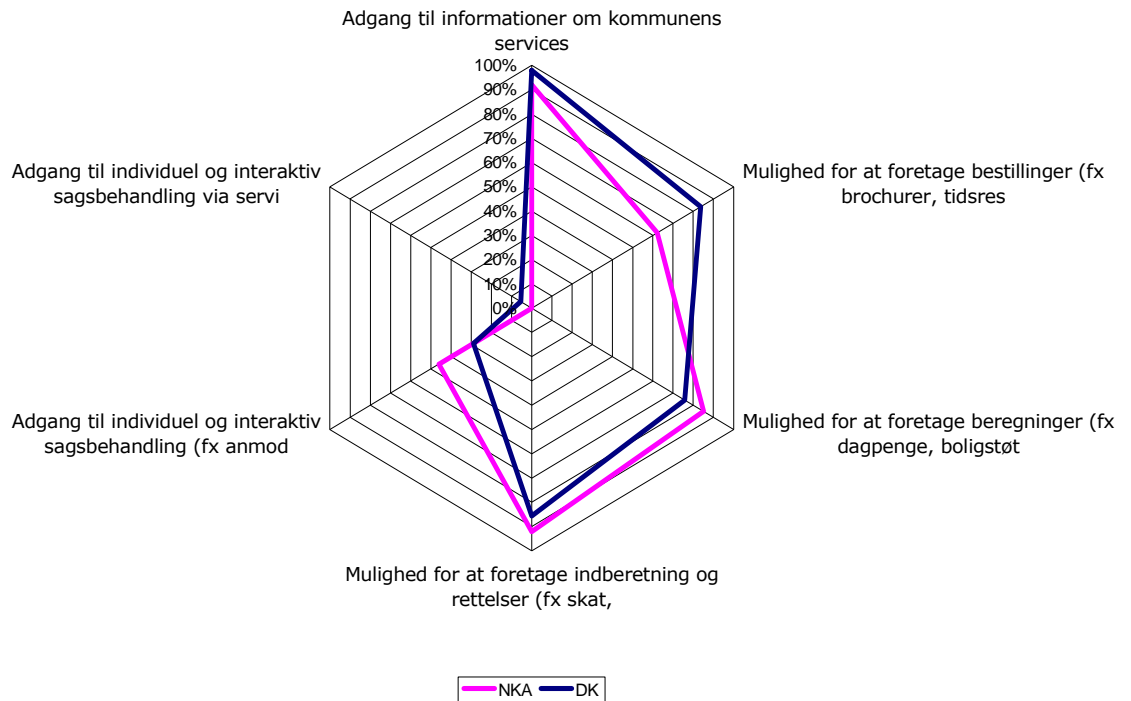 Adgang til informationer om kommunens
services
100%
90%
80%
70%
60%
50%
40%
30%
20%
10%
0%
Mulighed for at foretage bestillinger (fx
brochurer, tidsres
Mulighed for at foretage beregninger (fx
dagpenge, boligstøt
Mulighed for at foretage indberetning og
rettelser (fx skat,
Adgang til individuel og interaktiv
sagsbehandling (fx anmod
Adgang til individuel og interaktiv
sagsbehandling via servi
NKA DK